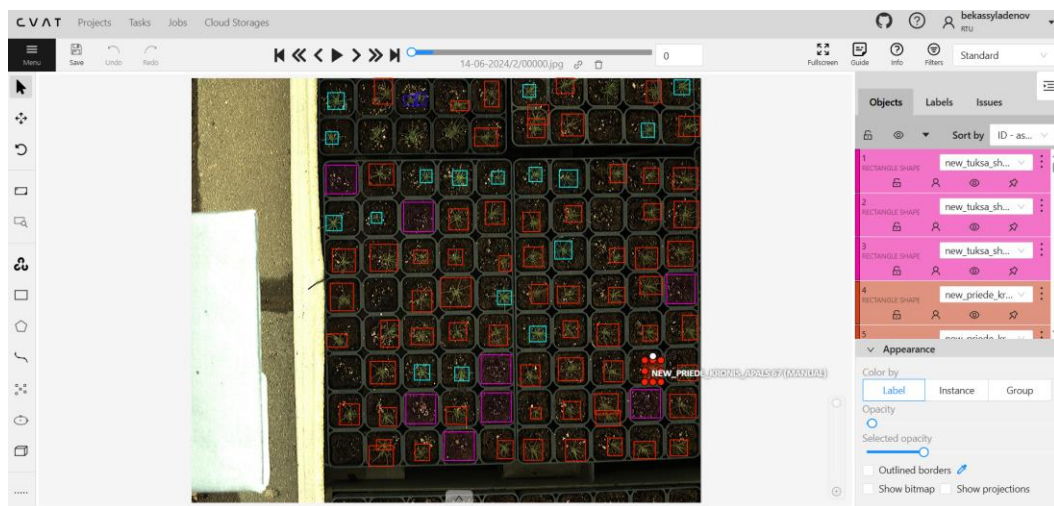 CVAT Projects Tasks Jobs Cloud Storages bekassyladenov
RTU
Menu Save Undo Redo 14-06-2024/2/00000.jpg 0 Fullscreen Guide Info Filters Standard
Objects Labels Issues
Sort by ID - as...
1 RECTANGLE SHAPE new_tuksa_sh...
2 RECTANGLE SHAPE new_tuksa_sh...
3 RECTANGLE SHAPE new_tuksa_sh...
4 RECTANGLE SHAPE new_priede_kr...
5
Appearance
Color by
Label Instance Group
Opacity
Selected opacity
Outlined borders
Show bitmap Show projections
NEW_PRIEDE_KRONIS_APALS 67 (MANUAL)